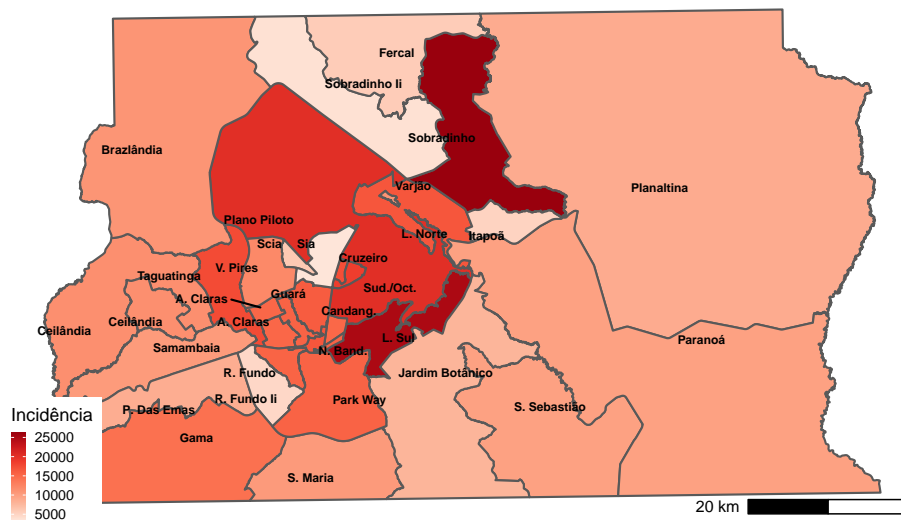 Fercal
Sobradinho Ii
Sobradinho
Brazlândia
Varjão
Planaltina
Plano Piloto
L. Norte
Itapoã
Scia
Sia
Cruzeiro
V. Pires
Taguatinga
Sud./Oct.
Guará
A. Claras
Candang.
Ceilândia
Ceilândia
A. Claras
L. Sul
Paranoá
Samambaia
N. Band.
R. Fundo
Jardim Botânico
R. Fundo Ii
Park Way
S. Sebastião
P. Das Emas
Gama
S. Maria
Incidência
25000
20000
15000
10000
5000
20 km